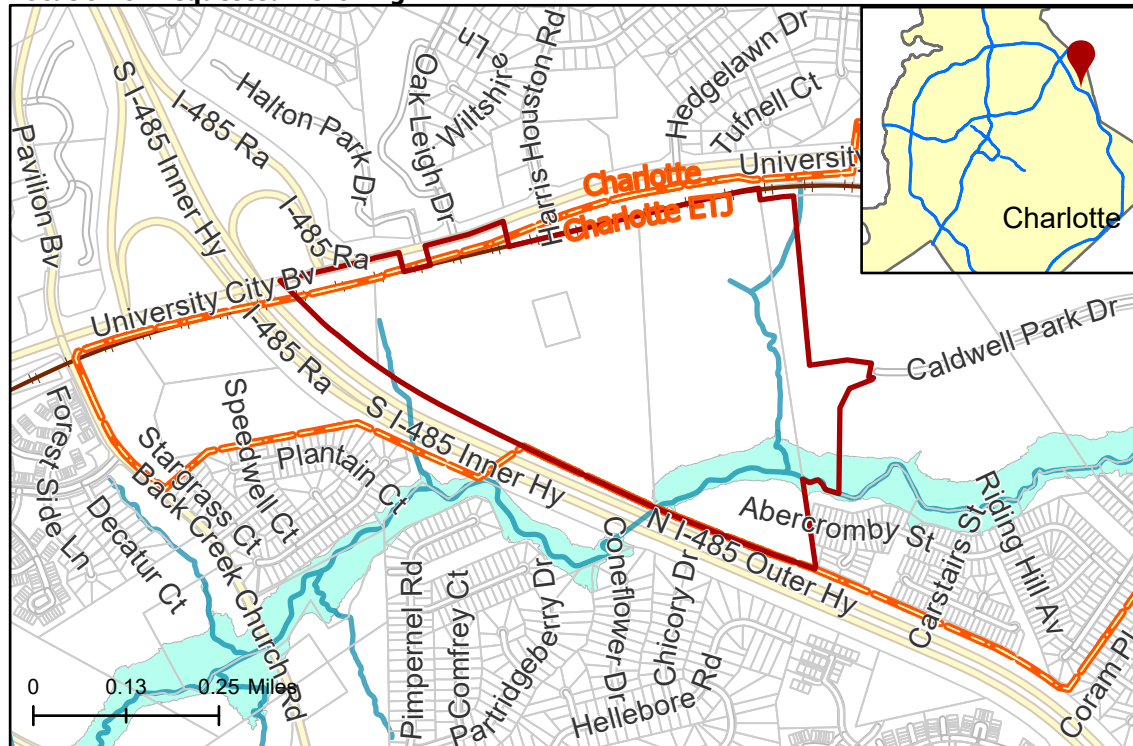 Pavilion Bv
S I-485 Inner Hy
I-485 Ra
Halton Park Dr
Oak Leigh Dr
Wiltshire Ln
Harris Houston Rd
Hedgelawn Dr
Tufnell Ct
University
Charlotte
Charlotte ETJ
Charlotte
I-485 Ra
University City Bv
I-485 Ra
Caldwell Park Dr
S I-485 Inner Hy
N I-485 Outer Hy
Forest Side Ln
Decatur Ct
Back Creek Church Rd
Stargrass Ct
Speedwell Ct
Plantain Ct
Abercromby St
Carstairs St
Riding Hill Av
Coram Pl
Pimpernel Rd
Comfrey Ct
Partridgeberry Dr
Coneflower Dr
Chicory Dr
Hellebore Rd
0 0.13 0.25 Miles